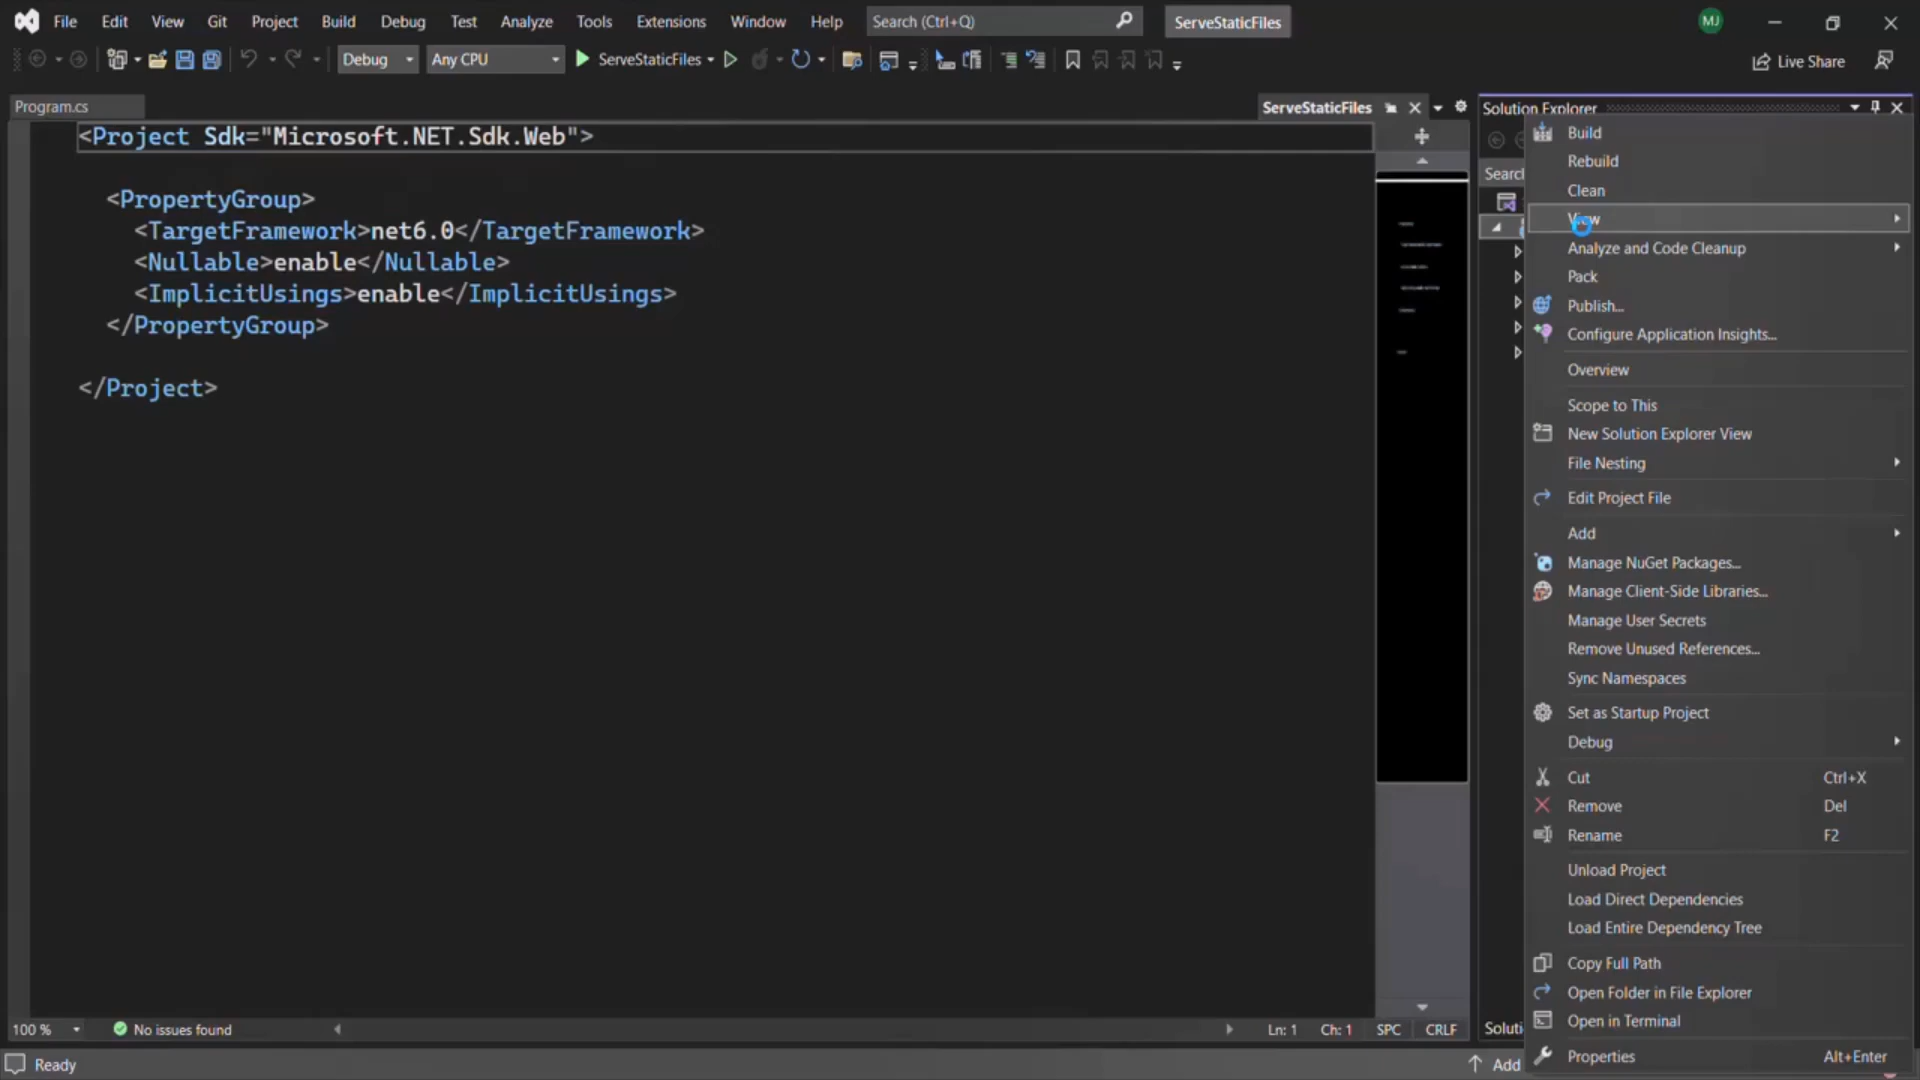 File Edit View Git Project Build Debug Test Analyze Tools Extensions Window Help Search (Ctrl+Q) ServeStaticFiles MJ
Debug Any CPU ServeStaticFiles Live Share
Program.cs ServeStaticFiles Solution Explorer
<Project Sdk="Microsoft.NET.Sdk.Web">
<PropertyGroup>
<TargetFramework>net6.0</TargetFramework>
<Nullable>enable</Nullable>
<ImplicitUsings>enable</ImplicitUsings>
</PropertyGroup>
</Project>
Build
Rebuild
Clean
View
Analyze and Code Cleanup
Pack
Publish...
Configure Application Insights...
Overview
Scope to This
New Solution Explorer View
File Nesting
Edit Project File
Add
Manage NuGet Packages...
Manage Client-Side Libraries...
Manage User Secrets
Remove Unused References...
Sync Namespaces
Set as Startup Project
Debug
Cut Ctrl+X
Remove Del
Rename F2
Unload Project
Load Direct Dependencies
Load Entire Dependency Tree
Copy Full Path
Open Folder in File Explorer
Open in Terminal
Properties Alt+Enter
100 % No issues found Ln: 1 Ch: 1 SPC CRLF
Ready Add